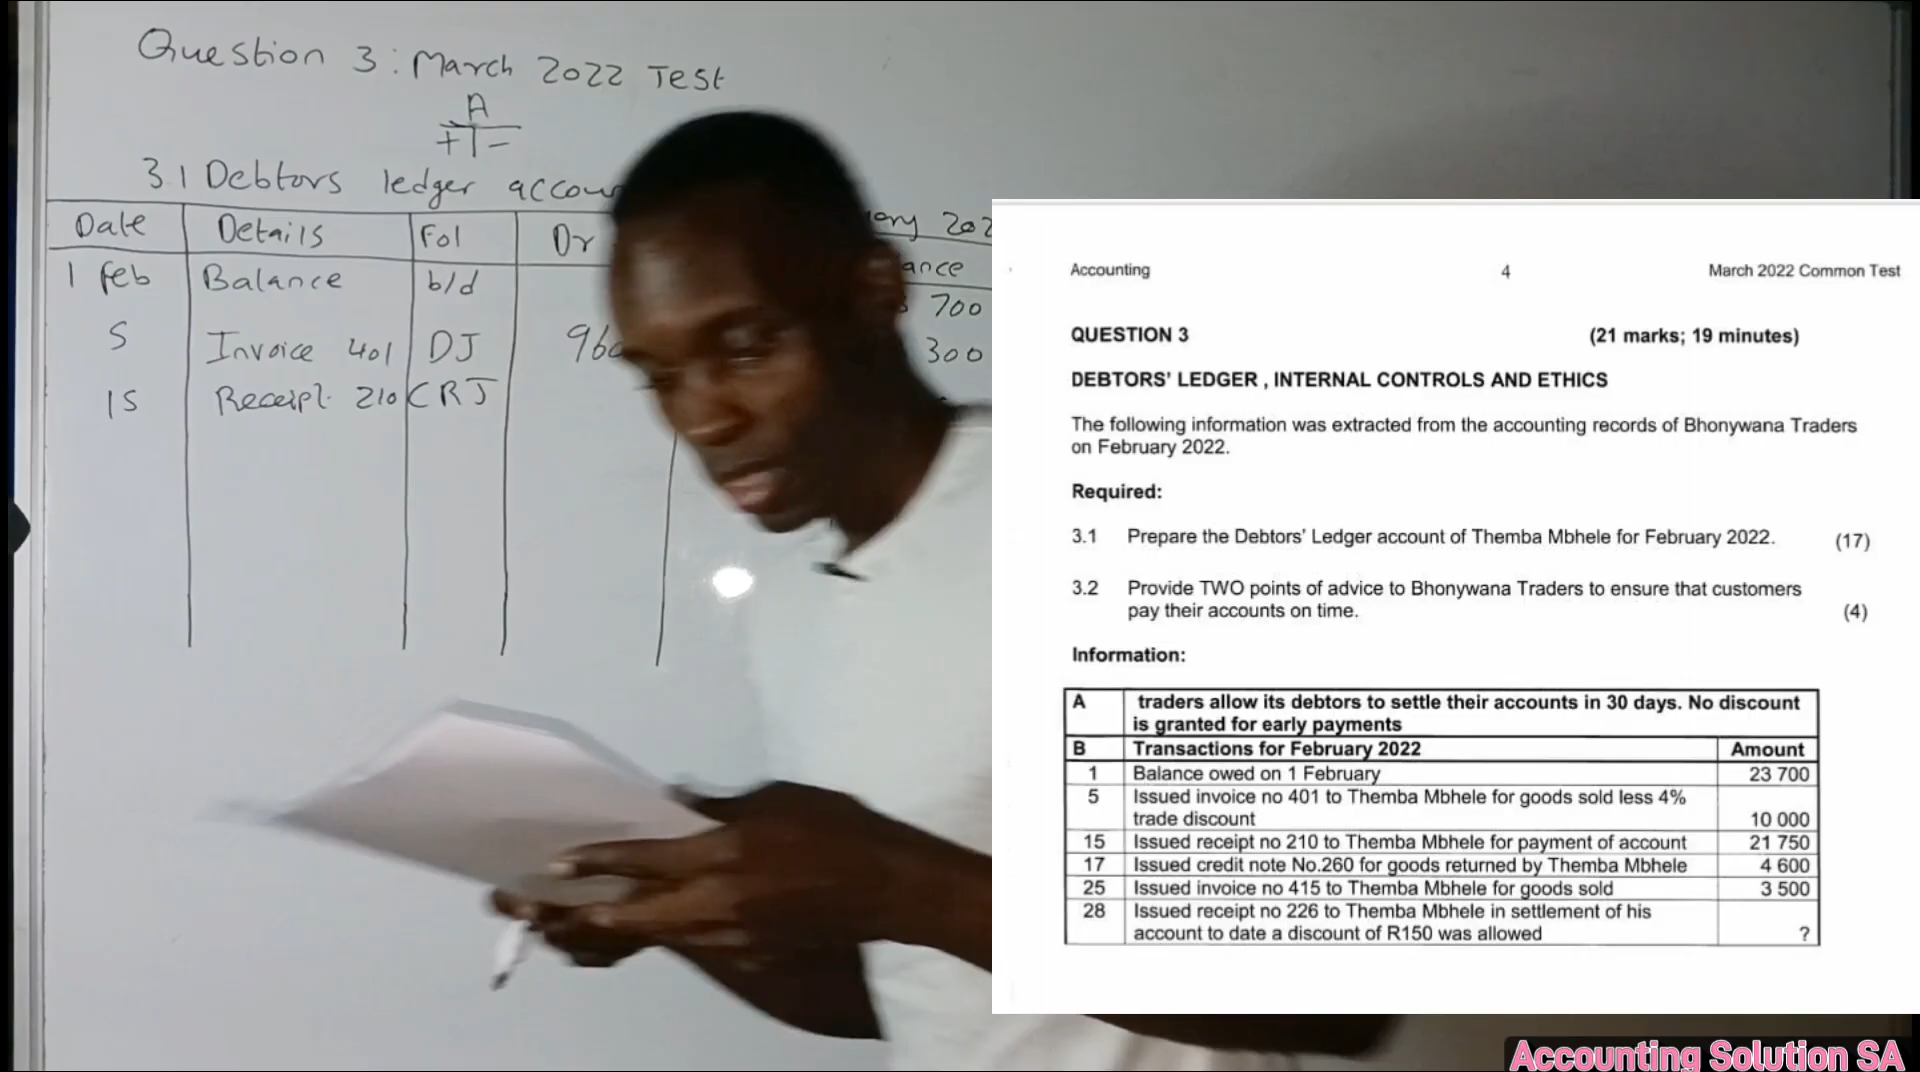 Question 3: March 2022 Test
A
+ -
3.1 Debtors ledger accou
ary 202
Date Details Fol Dr ance
1 Feb Balance b/d 700
5 Invoice 401 DJ 960 300
15 Receipt 210 CRJ
Accounting 4 March 2022 Common Test
QUESTION 3 (21 marks; 19 minutes)
DEBTORS' LEDGER , INTERNAL CONTROLS AND ETHICS
The following information was extracted from the accounting records of Bhonywana Traders
on February 2022.
Required:
3.1 Prepare the Debtors' Ledger account of Themba Mbhele for February 2022. (17)
3.2 Provide TWO points of advice to Bhonywana Traders to ensure that customers
pay their accounts on time. (4)
Information:
A traders allow its debtors to settle their accounts in 30 days. No discount
is granted for early payments
B Transactions for February 2022 Amount
1 Balance owed on 1 February 23 700
5 Issued invoice no 401 to Themba Mbhele for goods sold less 4%
trade discount 10 000
15 Issued receipt no 210 to Themba Mbhele for payment of account 21 750
17 Issued credit note No.260 for goods returned by Themba Mbhele 4 600
25 Issued invoice no 415 to Themba Mbhele for goods sold 3 500
28 Issued receipt no 226 to Themba Mbhele in settlement of his
account to date a discount of R150 was allowed ?
Accounting Solution SA